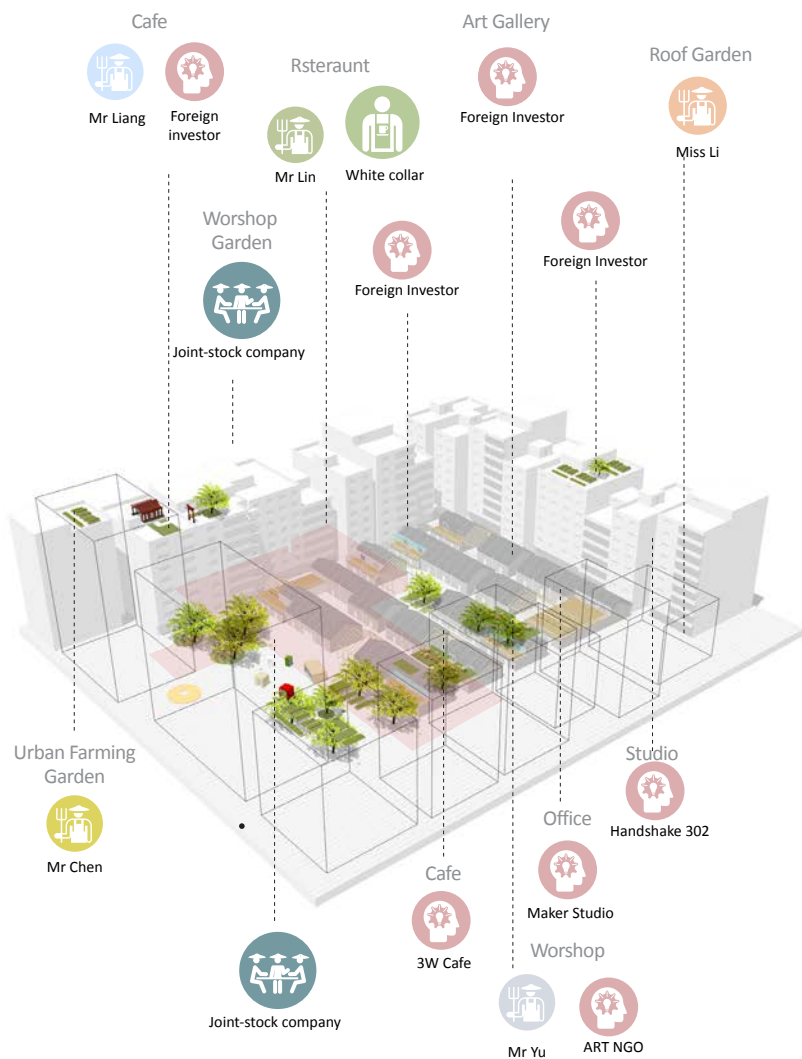 Cafe
Art Gallery
Rsteraunt
Roof Garden
Mr Liang
Foreign
investor
Foreign Investor
Mr Lin
White collar
Miss Li
Worshop
Garden
Foreign Investor
Foreign Investor
Joint-stock company
Urban Farming
Garden
Mr Chen
Studio
Handshake 302
Office
Maker Studio
Cafe
3W Cafe
Joint-stock company
Worshop
Mr Yu
ART NGO